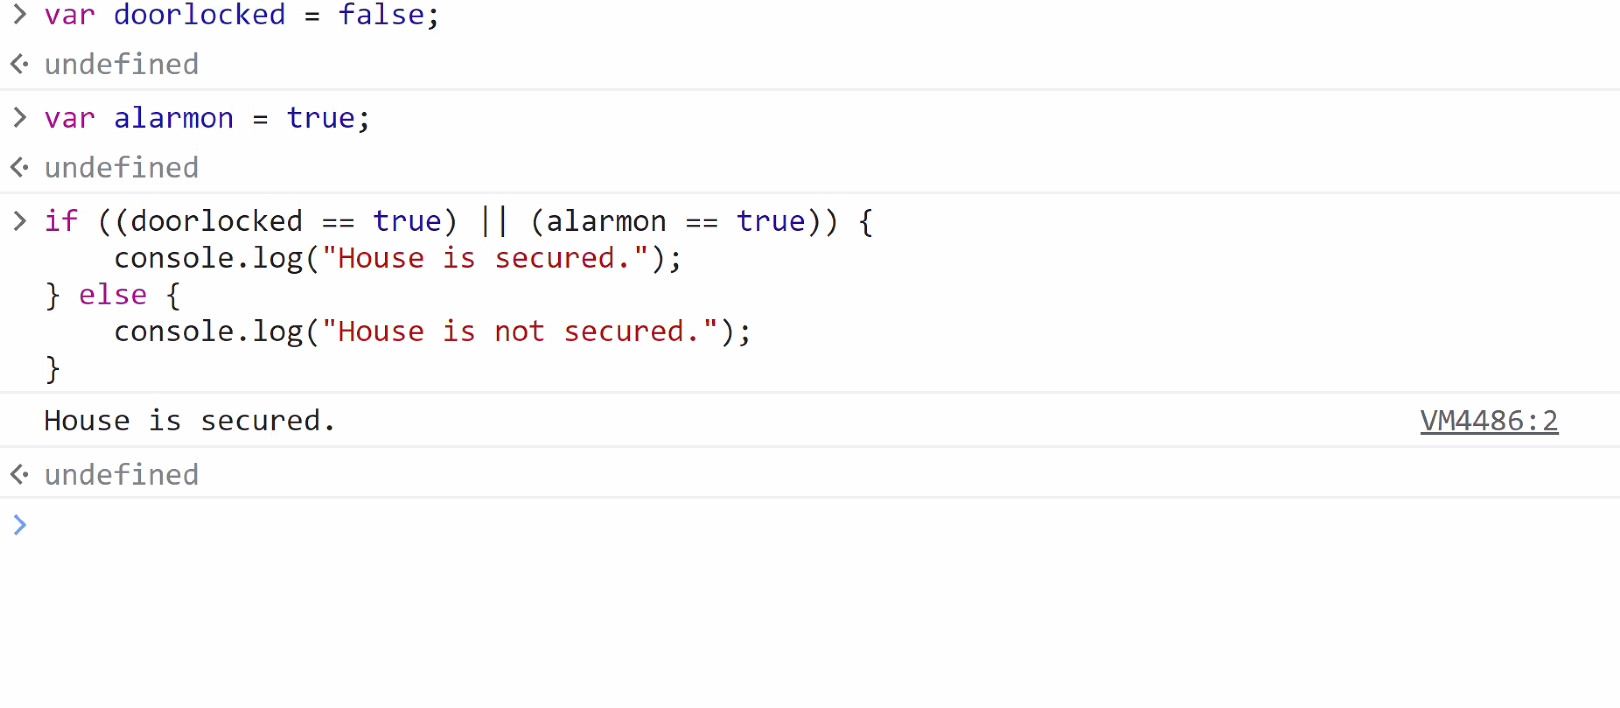 > var doorlocked = false;
undefined
> var alarmon = true;
undefined
> if ((doorlocked == true) || (alarmon == true)) {
    console.log("House is secured.");
} else {
    console.log("House is not secured.");
}
House is secured. VM4486:2
undefined
>